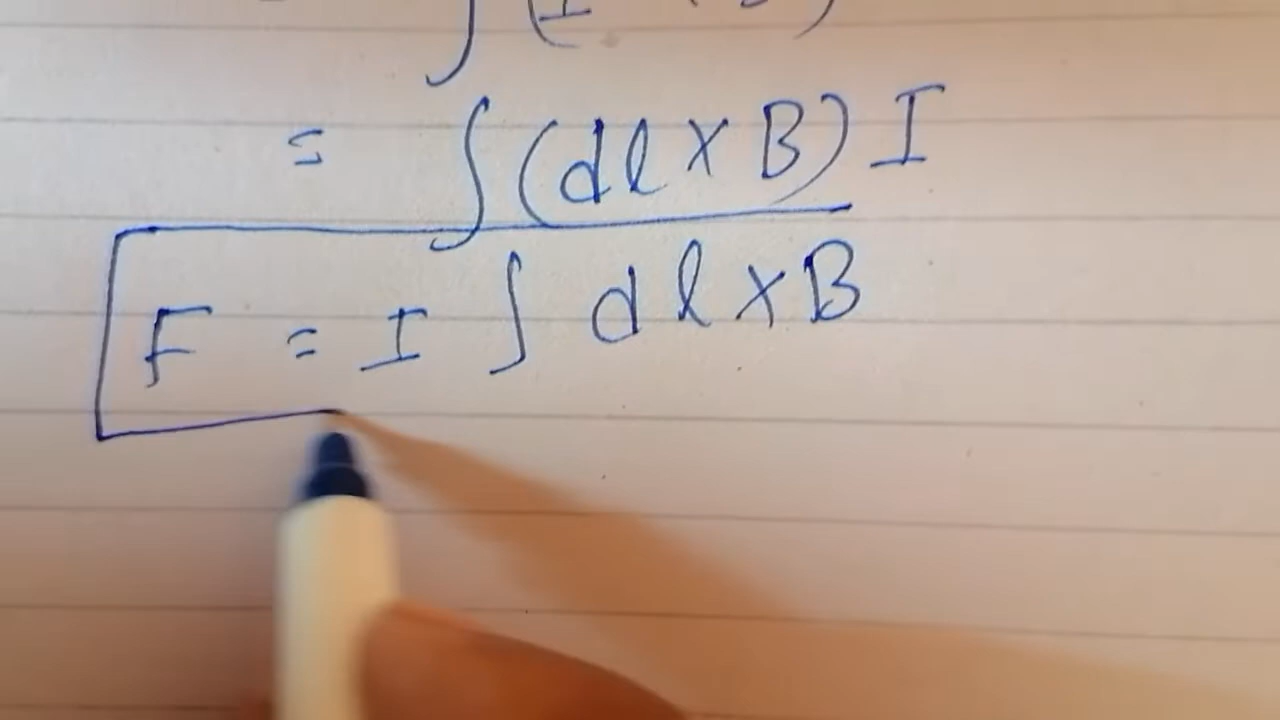 = ∫ (dl × B) I
F = I ∫ dl × B